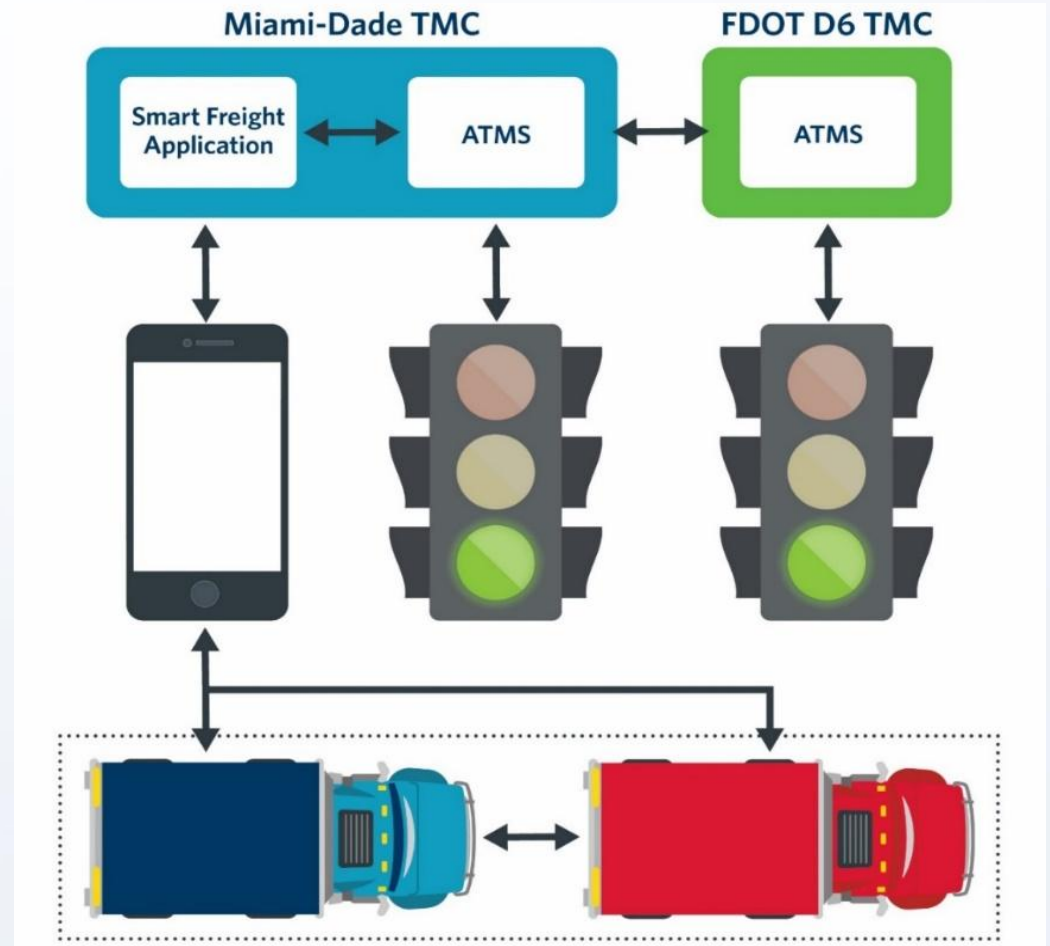 Miami-Dade TMC
FDOT D6 TMC
Smart Freight
Application
ATMS
ATMS